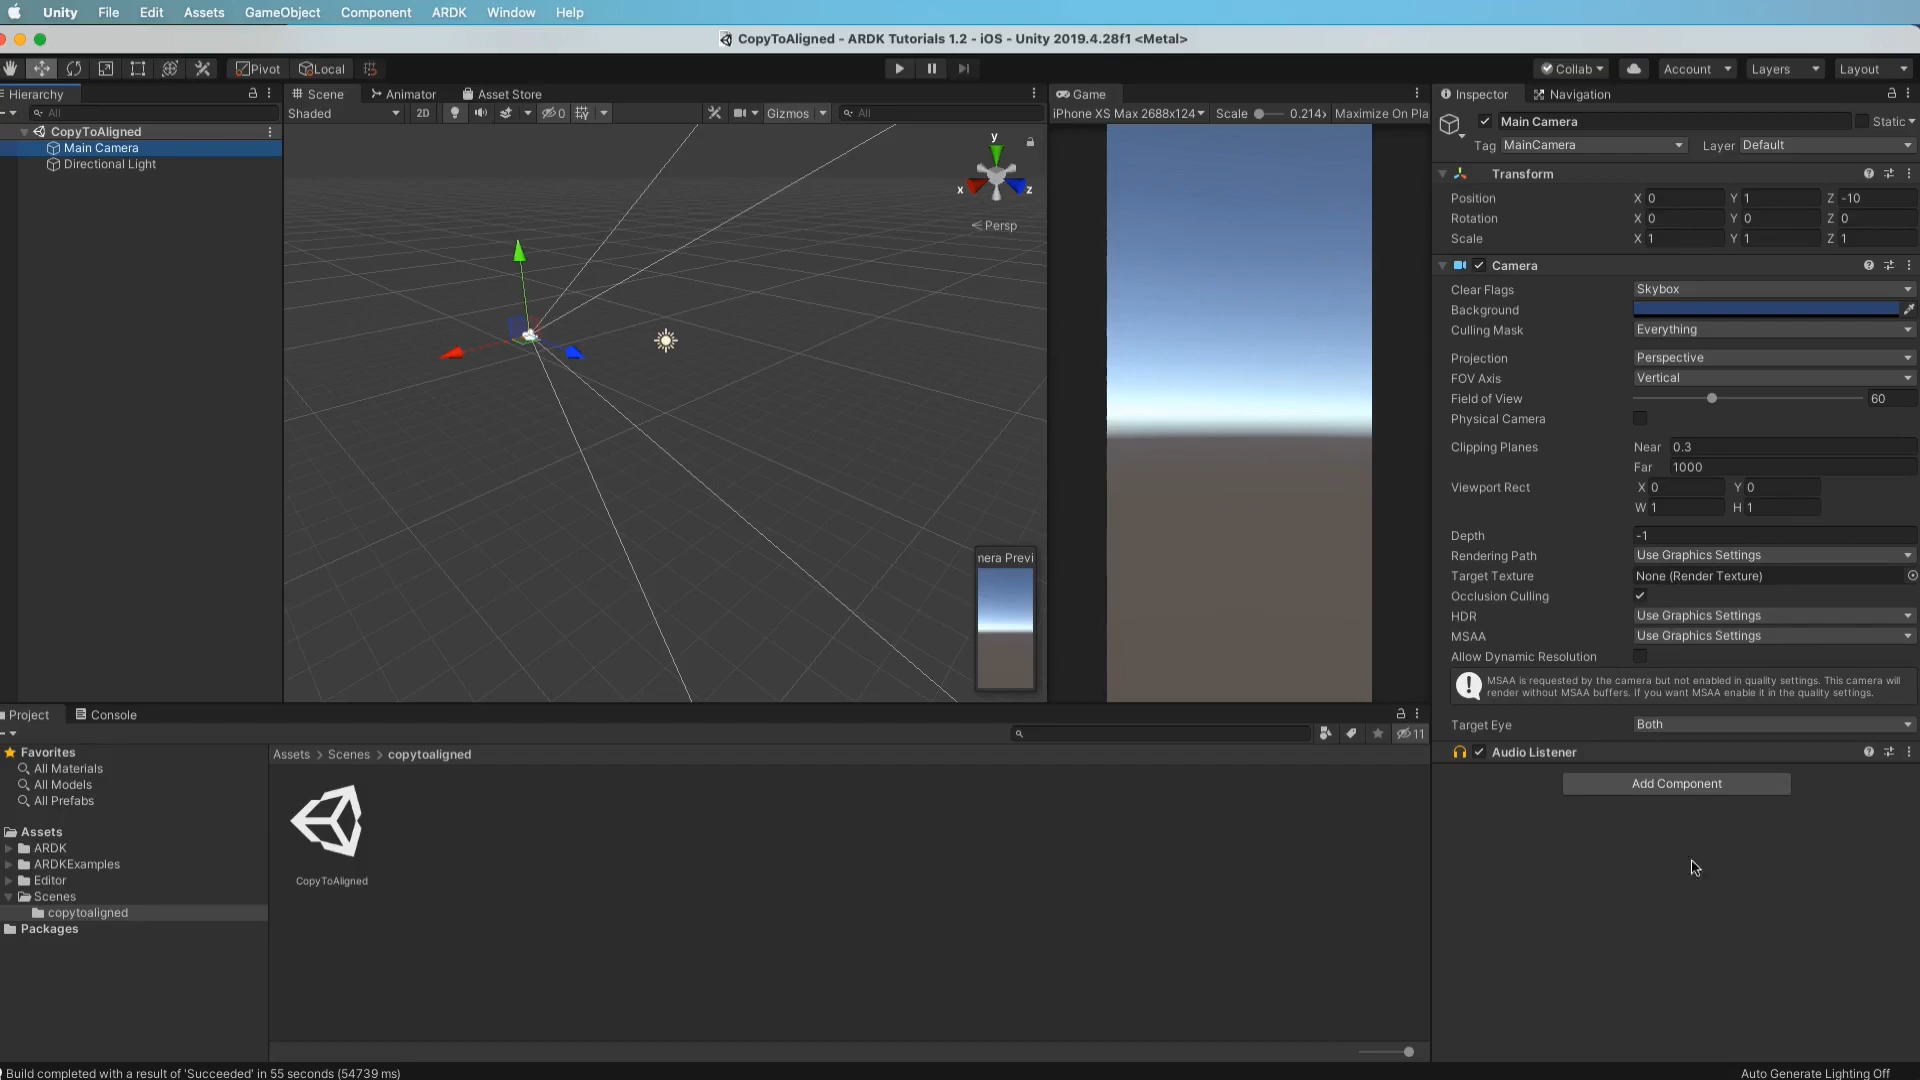 Unity File Edit Assets GameObject Component ARDK Window Help
CopyToAligned - ARDK Tutorials 1.2 - iOS - Unity 2019.4.28f1 <Metal>
Pivot Local Collab Account Layers Layout
Hierarchy
All
CopyToAligned
Main Camera
Directional Light
Scene Animator Asset Store
Shaded 2D 0 Gizmos All
y
x z
Persp
nera Previ
Game
iPhone XS Max 2688x124 Scale 0.214x Maximize On Pla
Inspector Navigation
Main Camera Static
Tag MainCamera Layer Default
Transform
Position X 0 Y 1 Z -10
Rotation X 0 Y 0 Z 0
Scale X 1 Y 1 Z 1
Camera
Clear Flags Skybox
Background
Culling Mask Everything
Projection Perspective
FOV Axis Vertical
Field of View 60
Physical Camera
Clipping Planes Near 0.3
Far 1000
Viewport Rect X 0 Y 0
W 1 H 1
Depth -1
Rendering Path Use Graphics Settings
Target Texture None (Render Texture)
Occlusion Culling
HDR Use Graphics Settings
MSAA Use Graphics Settings
Allow Dynamic Resolution
MSAA is requested by the camera but not enabled in quality settings. This camera will
render without MSAA buffers. If you want MSAA enable it in the quality settings.
Target Eye Both
Audio Listener
Add Component
Project Console
11
Favorites
All Materials
All Models
All Prefabs
Assets
ARDK
ARDKExamples
Editor
Scenes
copytoaligned
Packages
Assets > Scenes > copytoaligned
CopyToAligned
Build completed with a result of 'Succeeded' in 55 seconds (54739 ms)
Auto Generate Lighting Off